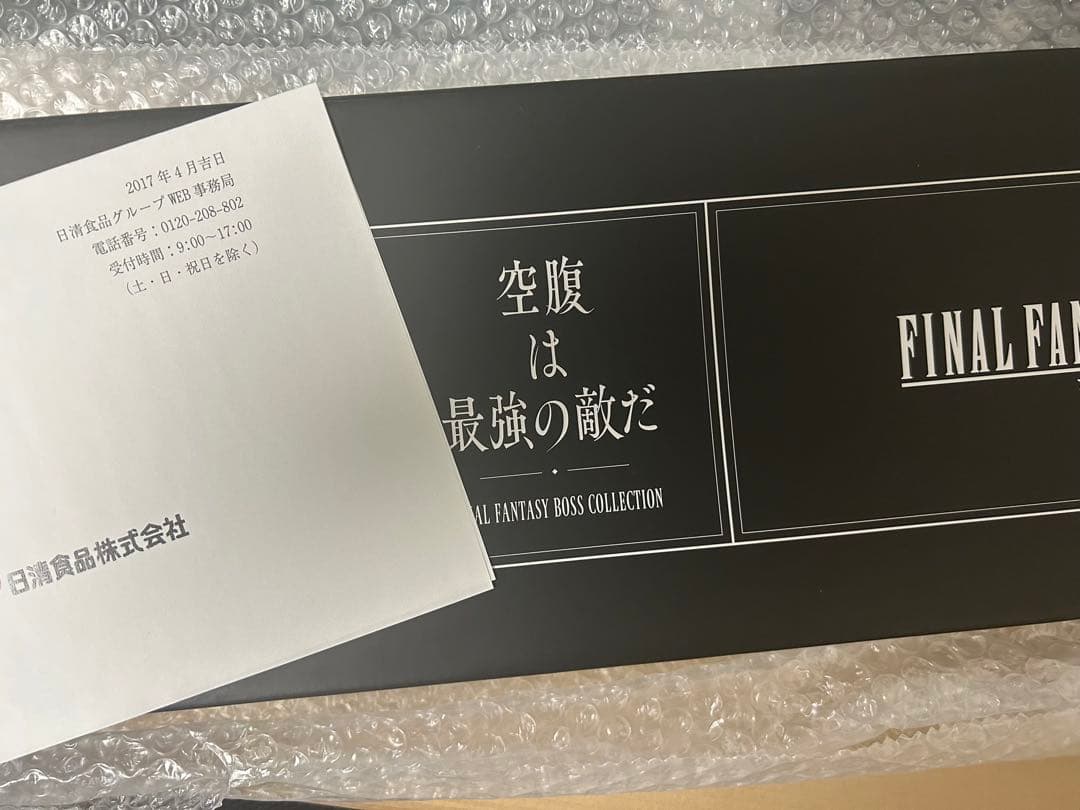 2017年4月吉日
日清食品グループWEB事務局
電話番号：0120-208-802
受付時間：9:00～17:00
（土・日・祝日を除く）
日清食品株式会社
空腹
は
最強の敵だ
FANTASY BOSS COLLECTION
FINAL